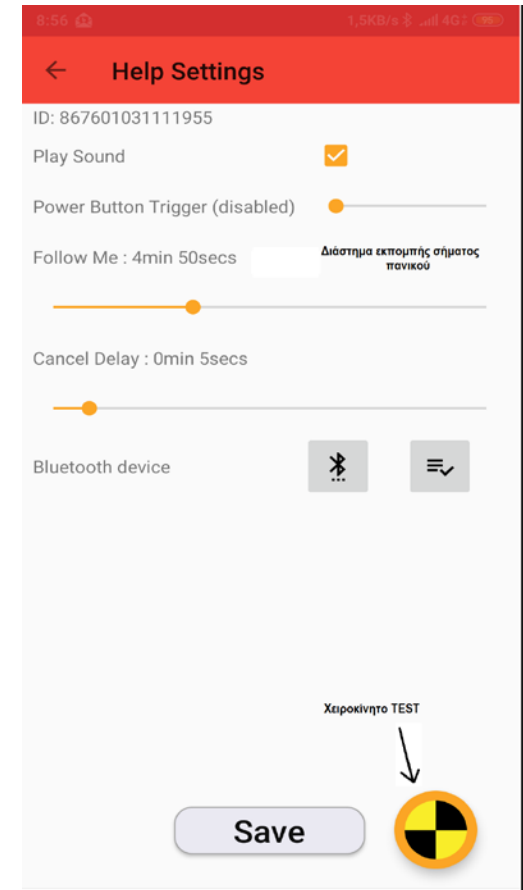 8:56
1,5KB/s 4G 95
Help Settings
ID: 867601031111955
Play Sound
Power Button Trigger (disabled)
Follow Me : 4min 50secs
Διάστημα εκπομπής σήματος
πανικού
Cancel Delay : 0min 5secs
Bluetooth device
Χειροκίνητο TEST
Save